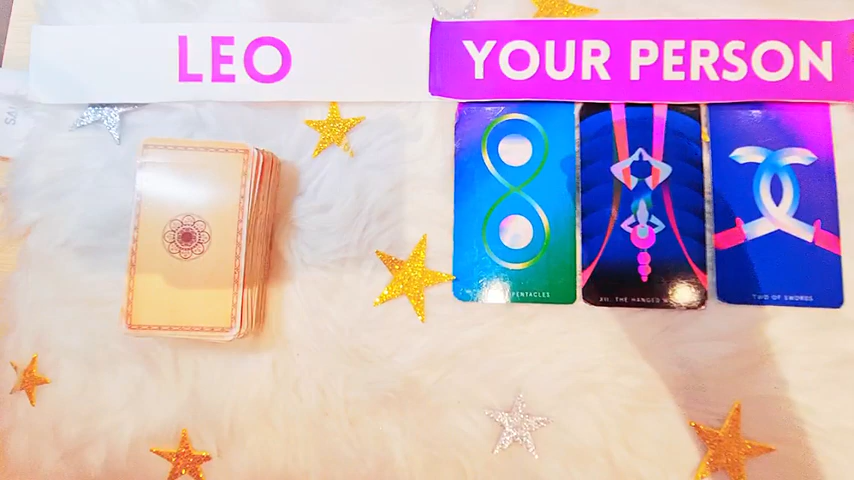 LEO
YOUR PERSON
PENTACLES
XII. THE HANGED
TWO OF SWORDS